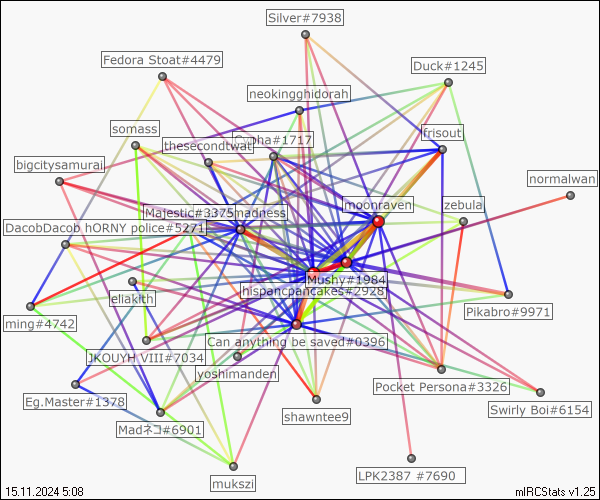 Silver#7938
Fedora Stoat#4479
Duck#1245
neokingghidorah
somass
frisout
thesecondtwat
#1717
bigcitysamurai
normalwan
moonraven
zebula
Majestic#3375
madness
DacobDacob hORNY police#5271
Mushy#1984
eliakith
hispancpancakes#2928
ming#4742
Pikabro#9971
Can anything be saved#0396
JKOUYH VIII#7034
yoshimanden
Pocket Persona#3326
Eg.Master#1378
Swirly Boi#6154
shawntee9
Madネコ#6901
LPK2387 #7690
mukszi
15.11.2024 5:08
mIRCStats v1.25